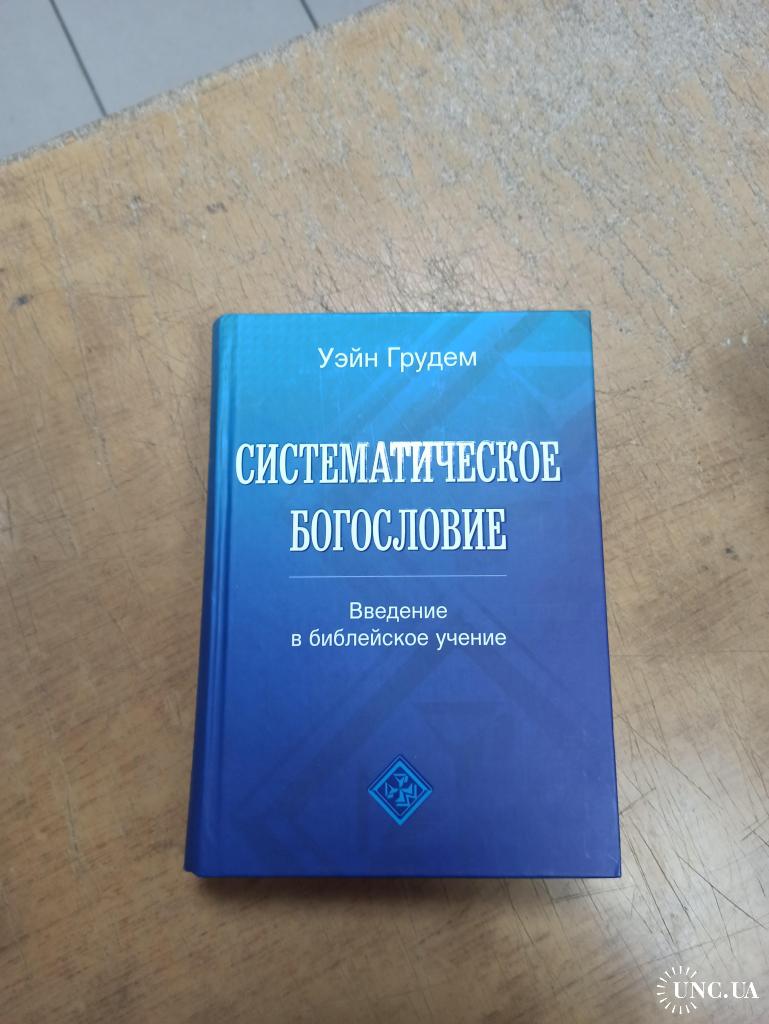 Уэйн Грудем
СИСТЕМАТИЧЕСКОЕ
БОГОСЛОВИЕ
Введение
в библейское учение
UNC.UA